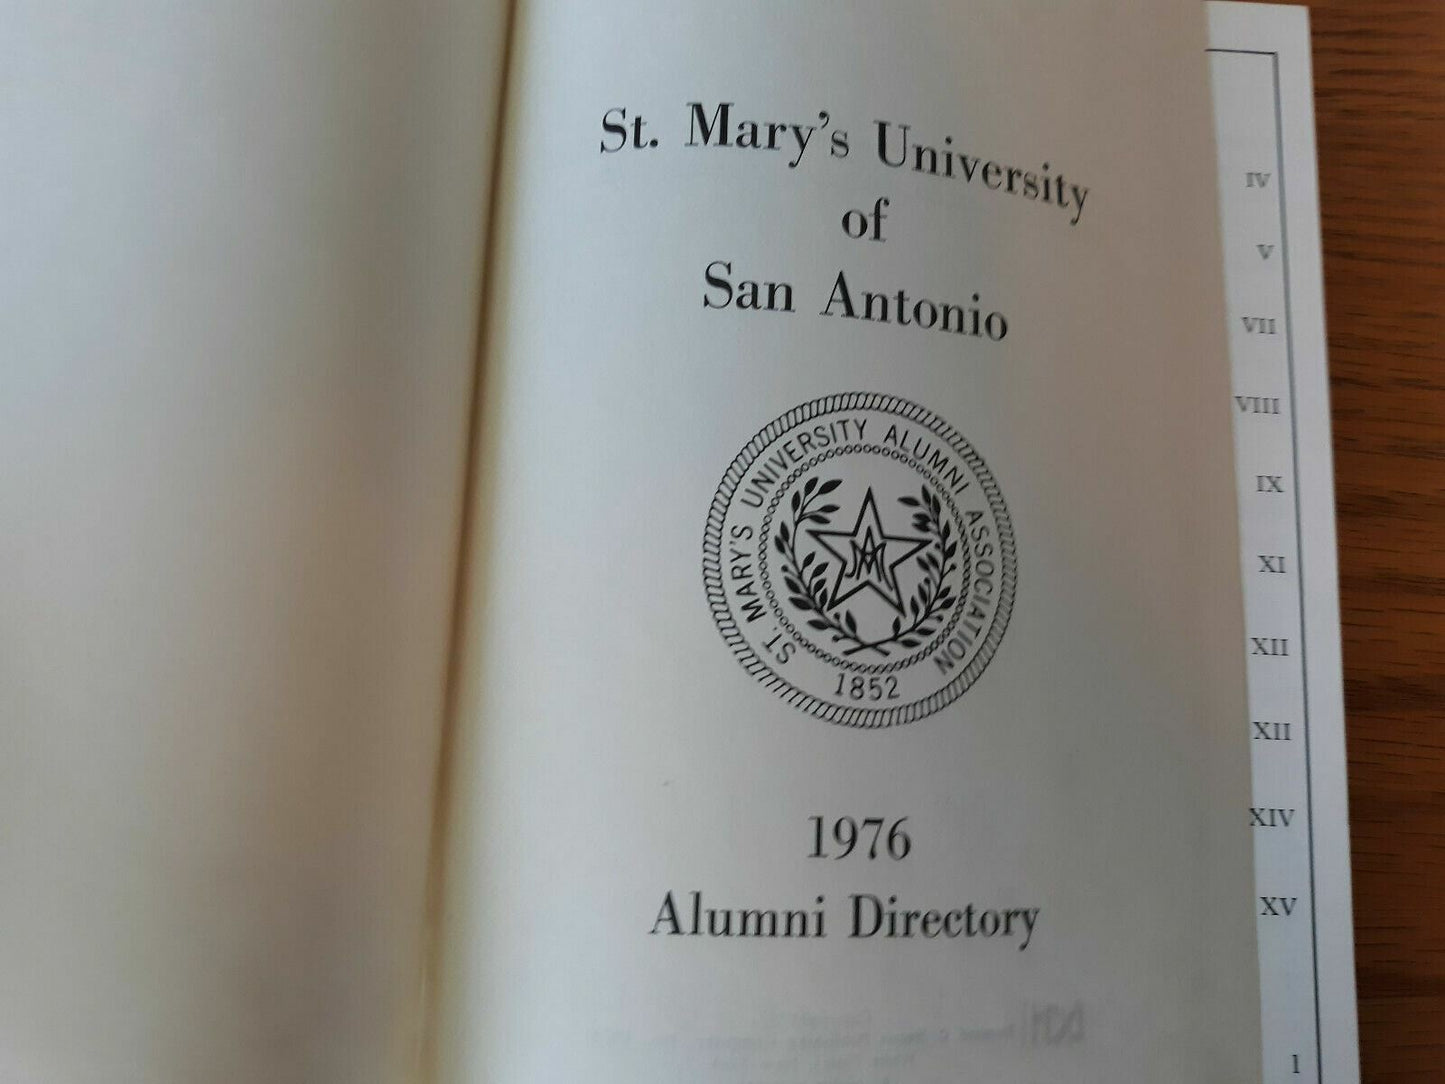 St. Mary's University
of
San Antonio
ST. MARY'S UNIVERSITY ALUMNI ASSOCIATION
1852
1976
Alumni Directory
IV
V
VII
VIII
IX
XI
XII
XII
XIV
XV
1